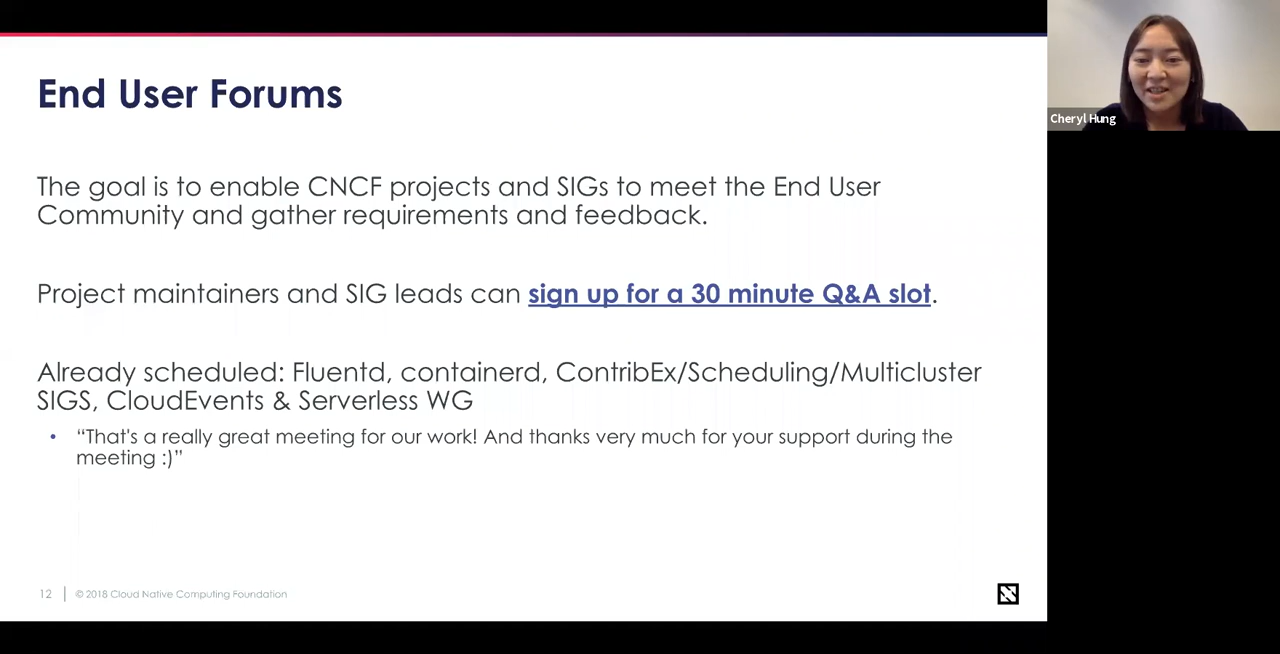 End User Forums
Cheryl Hung
The goal is to enable CNCF projects and SIGs to meet the End User
Community and gather requirements and feedback.
Project maintainers and SIG leads can sign up for a 30 minute Q&A slot.
Already scheduled: Fluentd, containerd, ContribEx/Scheduling/Multicluster
SIGS, CloudEvents & Serverless WG
• “That's a really great meeting for our work! And thanks very much for your support during the
meeting :)”
12 | © 2018 Cloud Native Computing Foundation